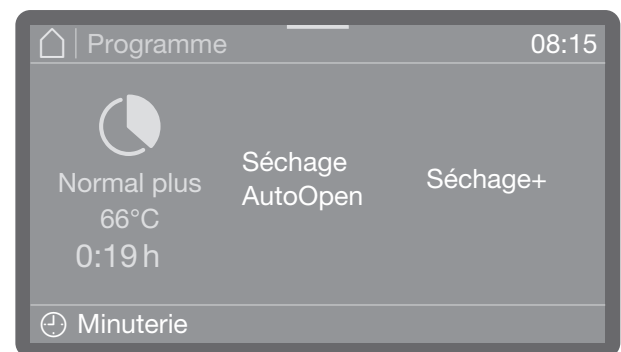 Programme 08:15
Normal plus
66°C
0:19 h
Séchage
AutoOpen
Séchage+
Minuterie